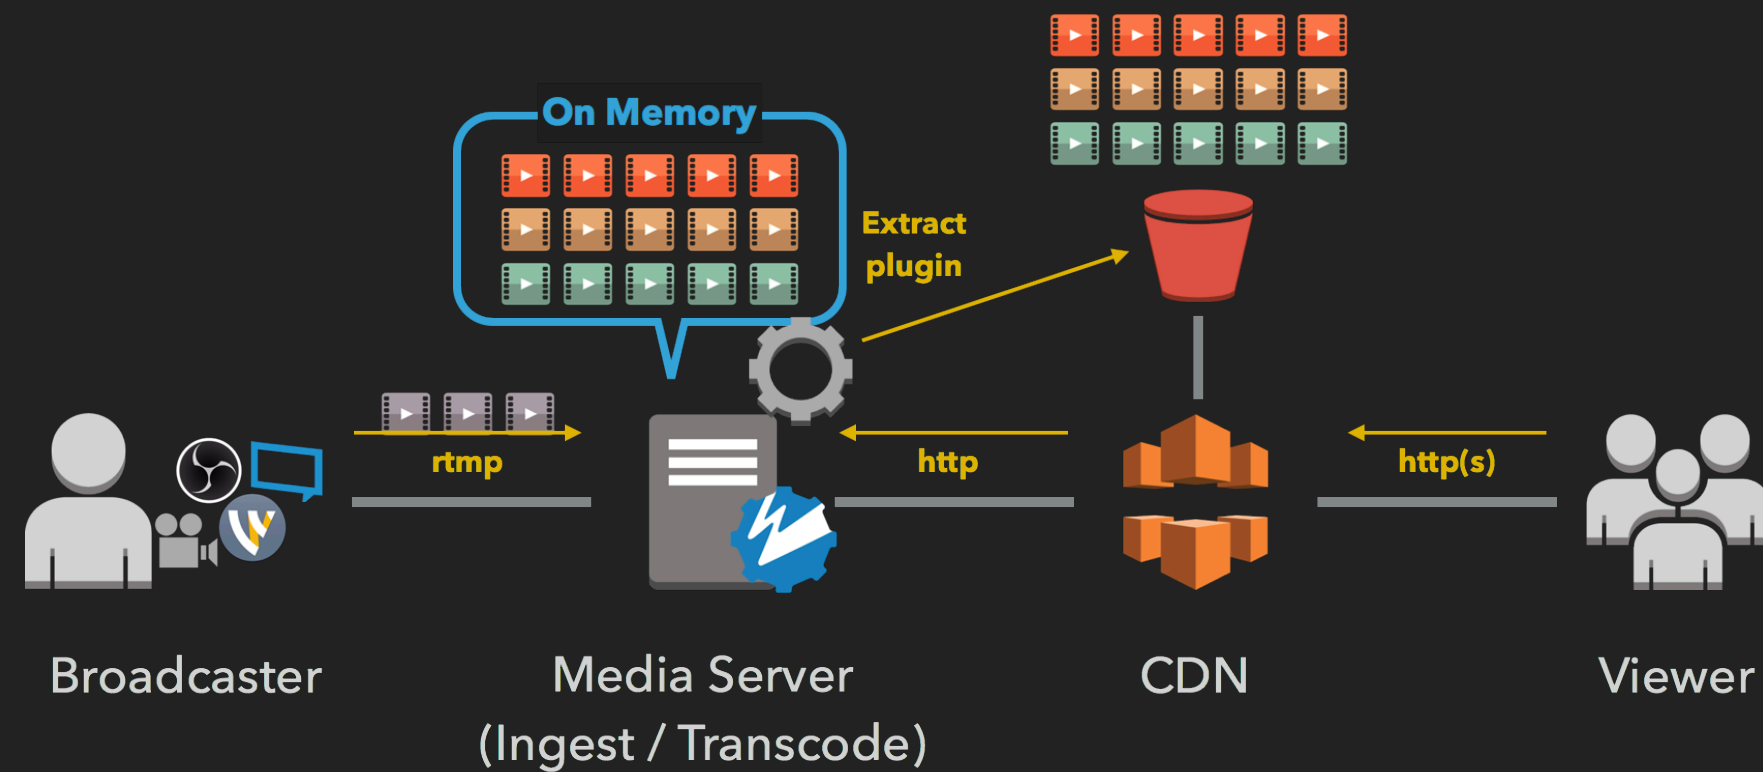 On Memory
Extract
plugin
rtmp
http
http(s)
Broadcaster
Media Server
(Ingest / Transcode)
CDN
Viewer